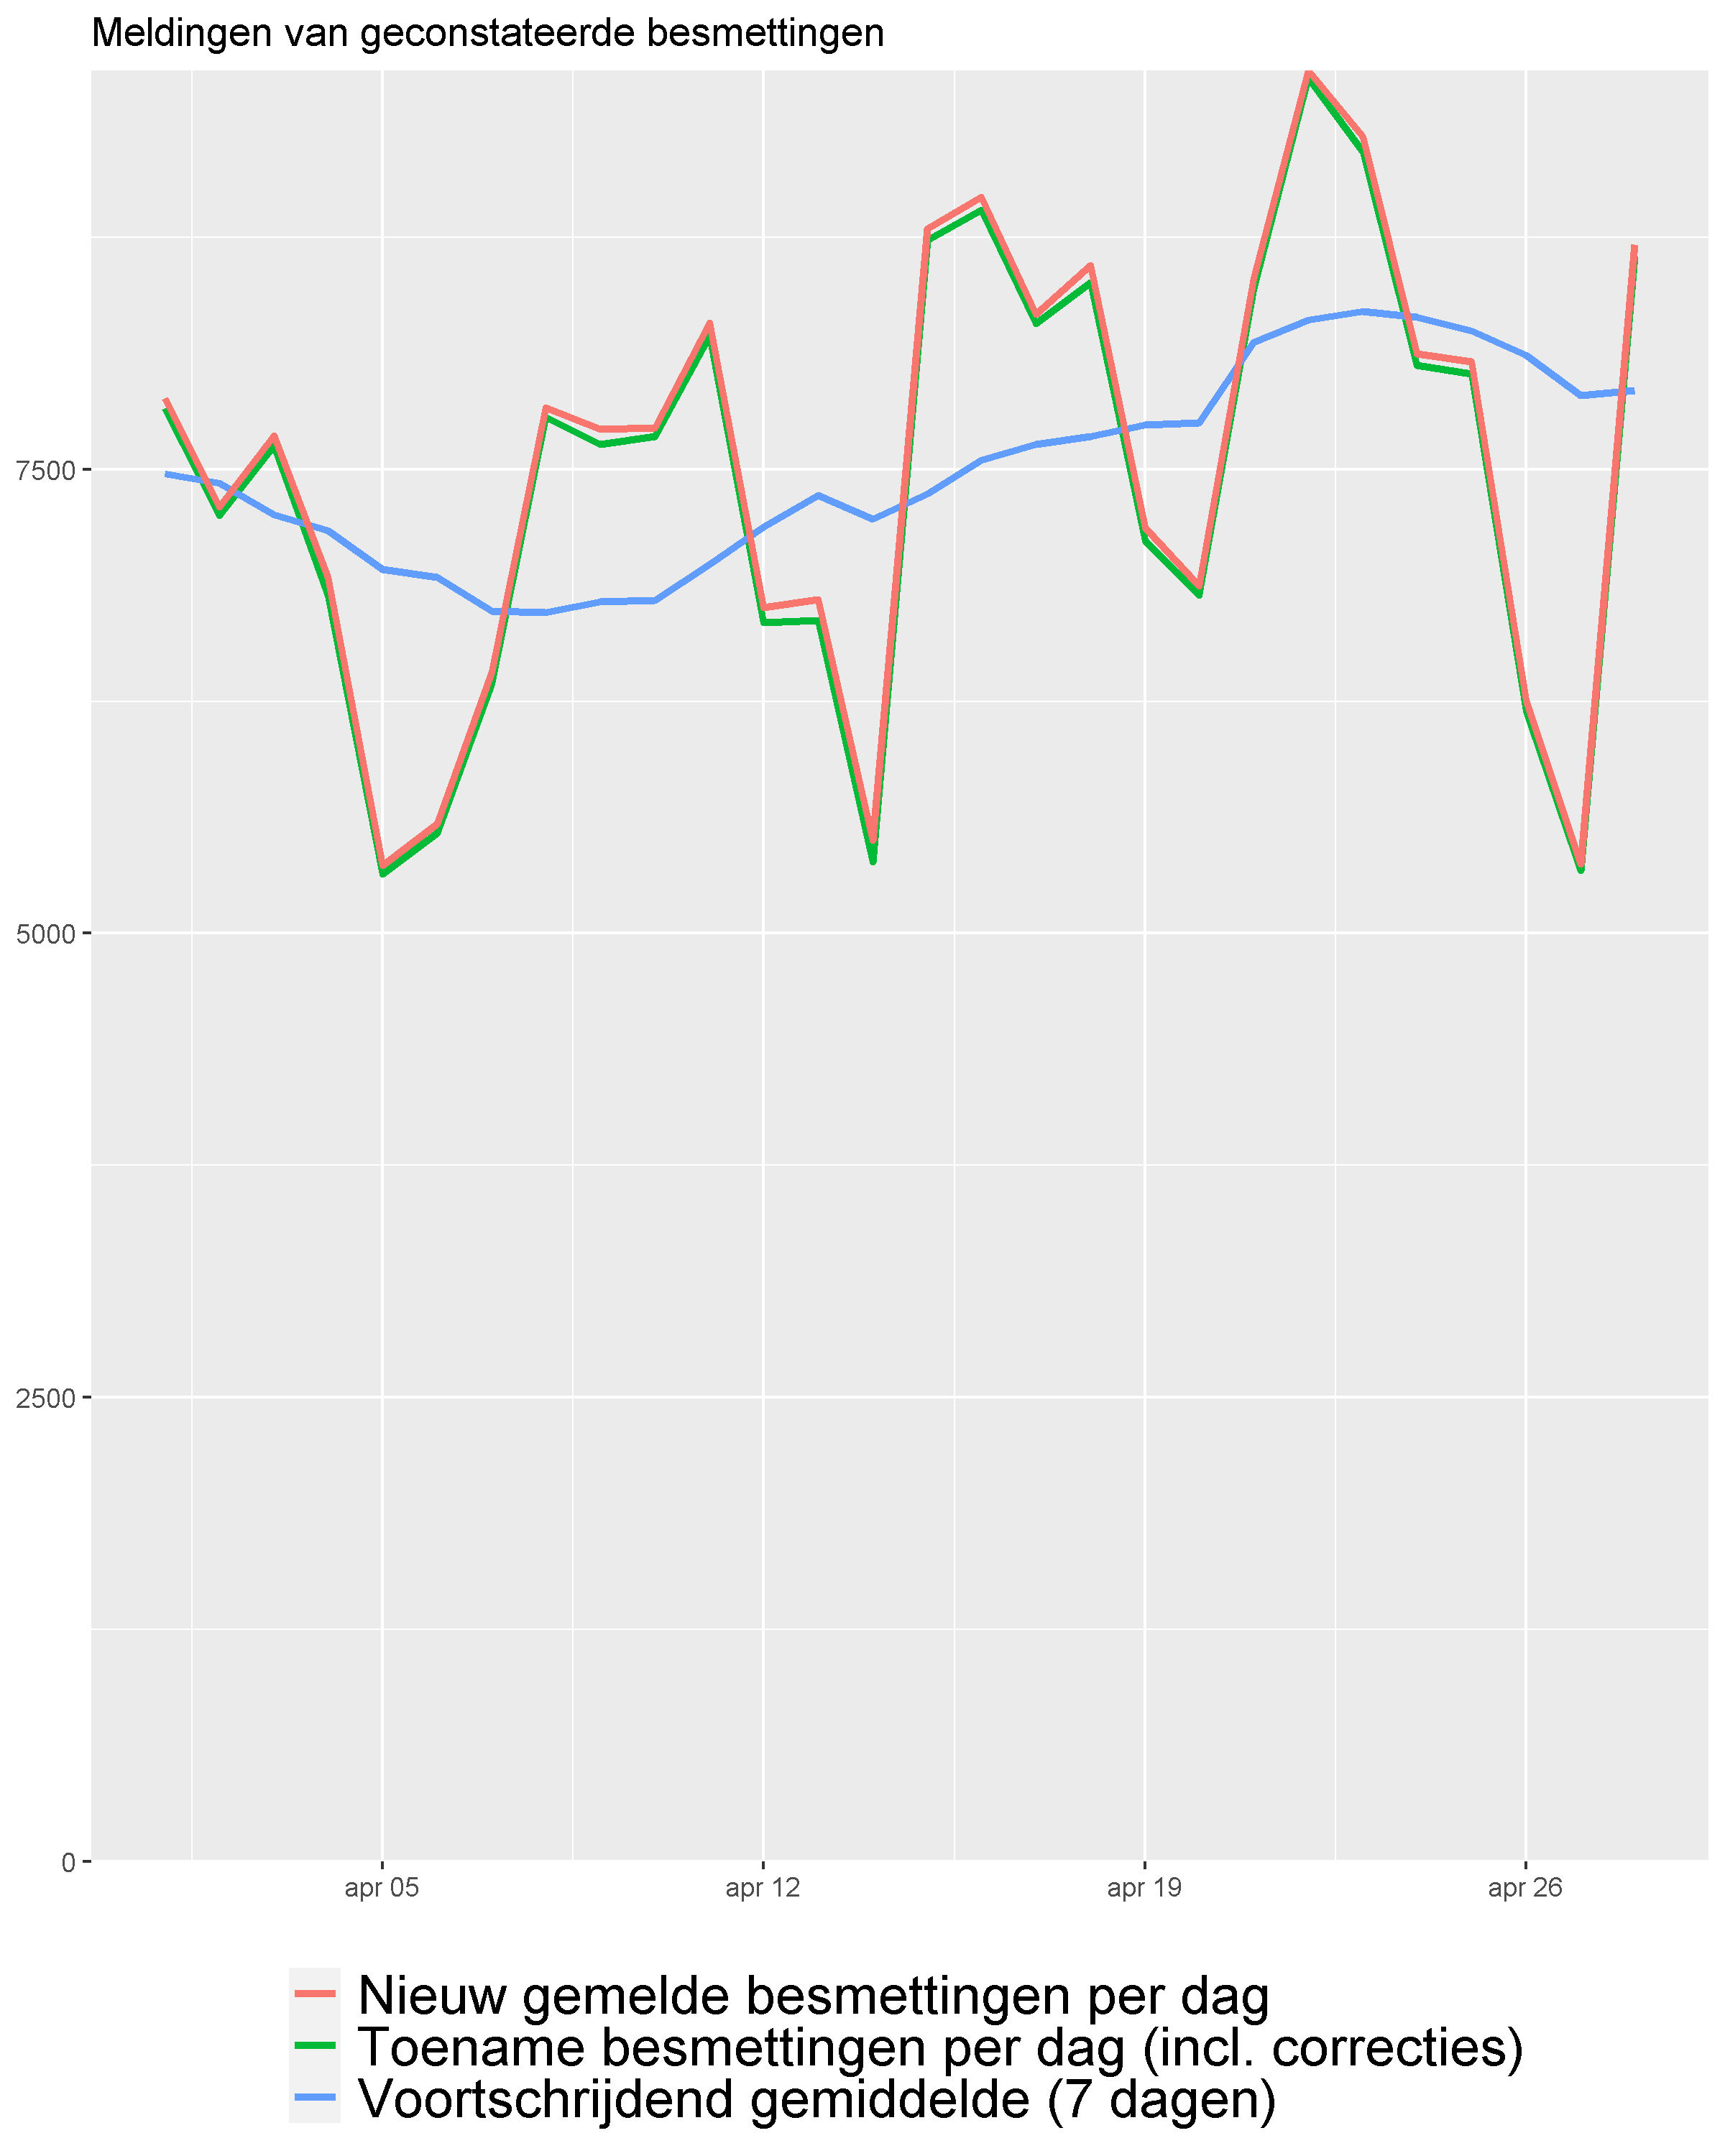 Meldingen van geconstateerde besmettingen
7500
5000
2500
0
apr 05 apr 12 apr 19 apr 26
Nieuw gemelde besmettingen per dag
Toename besmettingen per dag (incl. correcties)
Voortschrijdend gemiddelde (7 dagen)